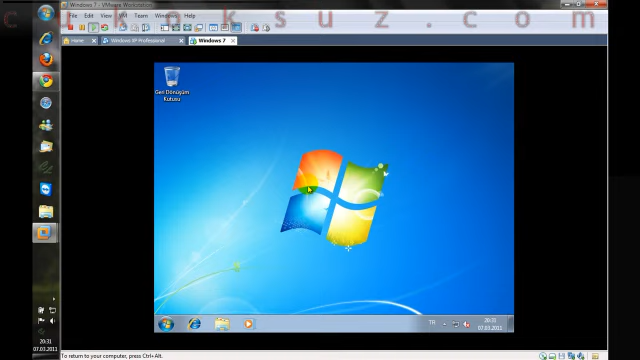 Windows 7 - VMware Workstation
File Edit View VM Team Windows Help
Home Windows XP Professional Windows 7
Geri Dönüşüm
Kutusu
TR 20:31
07.03.2011
20:31
07.03.2011
To return to your computer, press Ctrl+Alt.